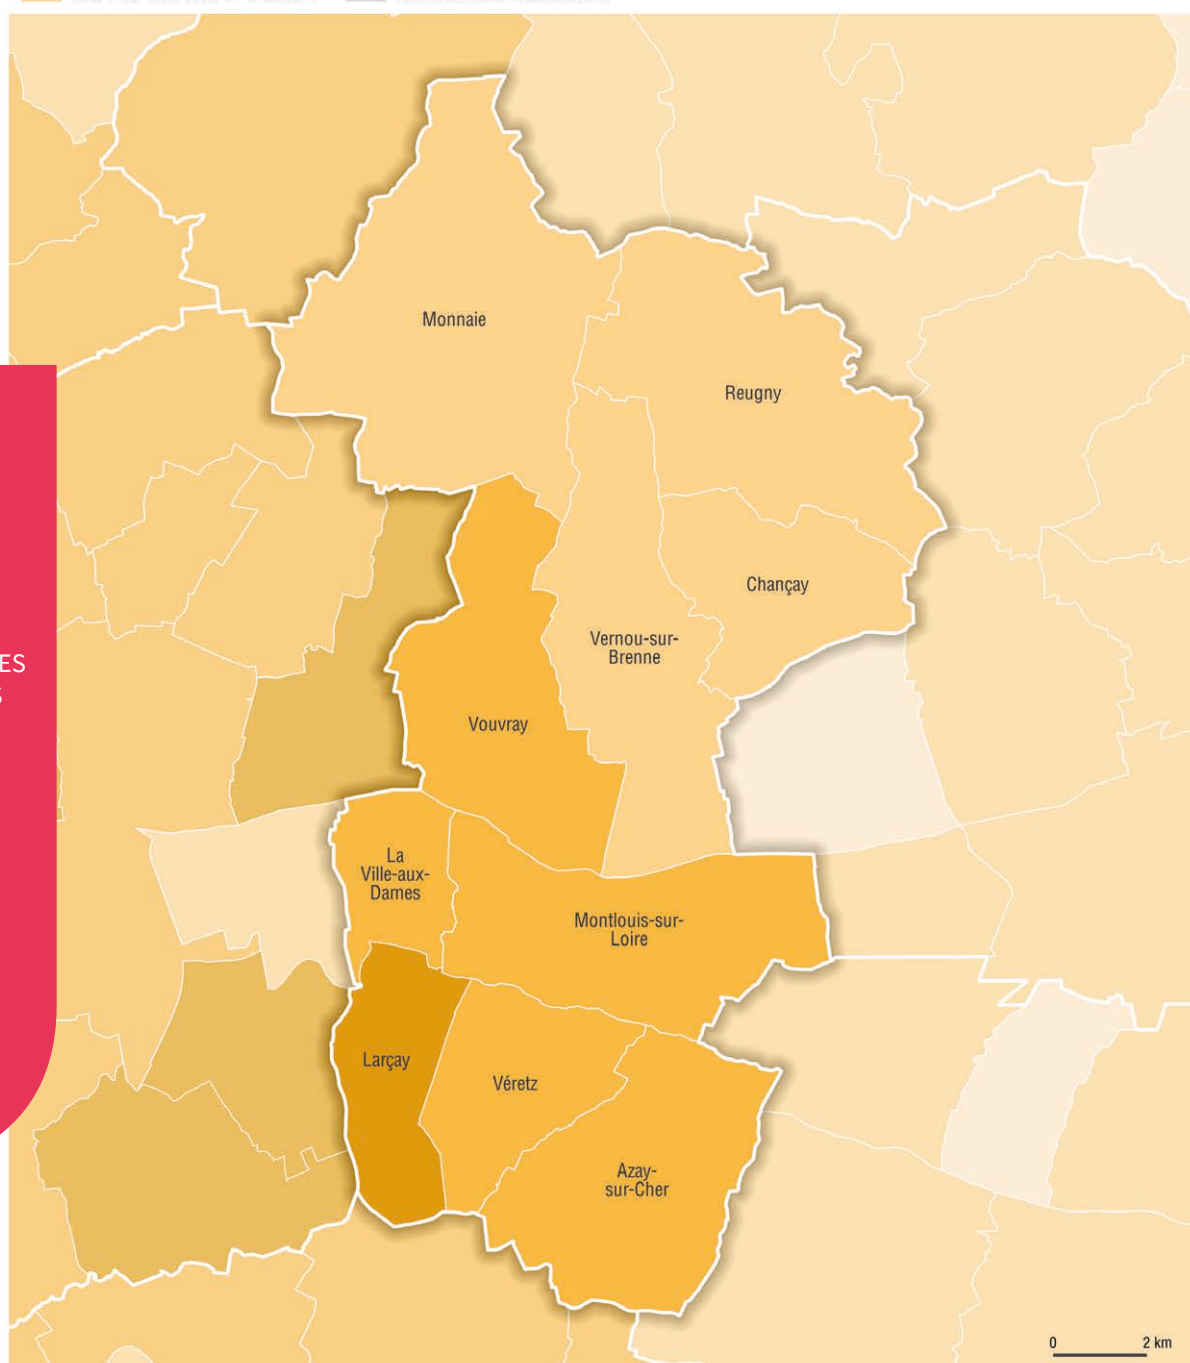 Monnaie
Reugny
Chançay
Vernou-sur-
Brenne
ES
S
Vouvray
La
Ville-aux-
Dames
Montlouis-sur-
Loire
Larçay
Véretz
Azay-
sur-Cher
0 2 km